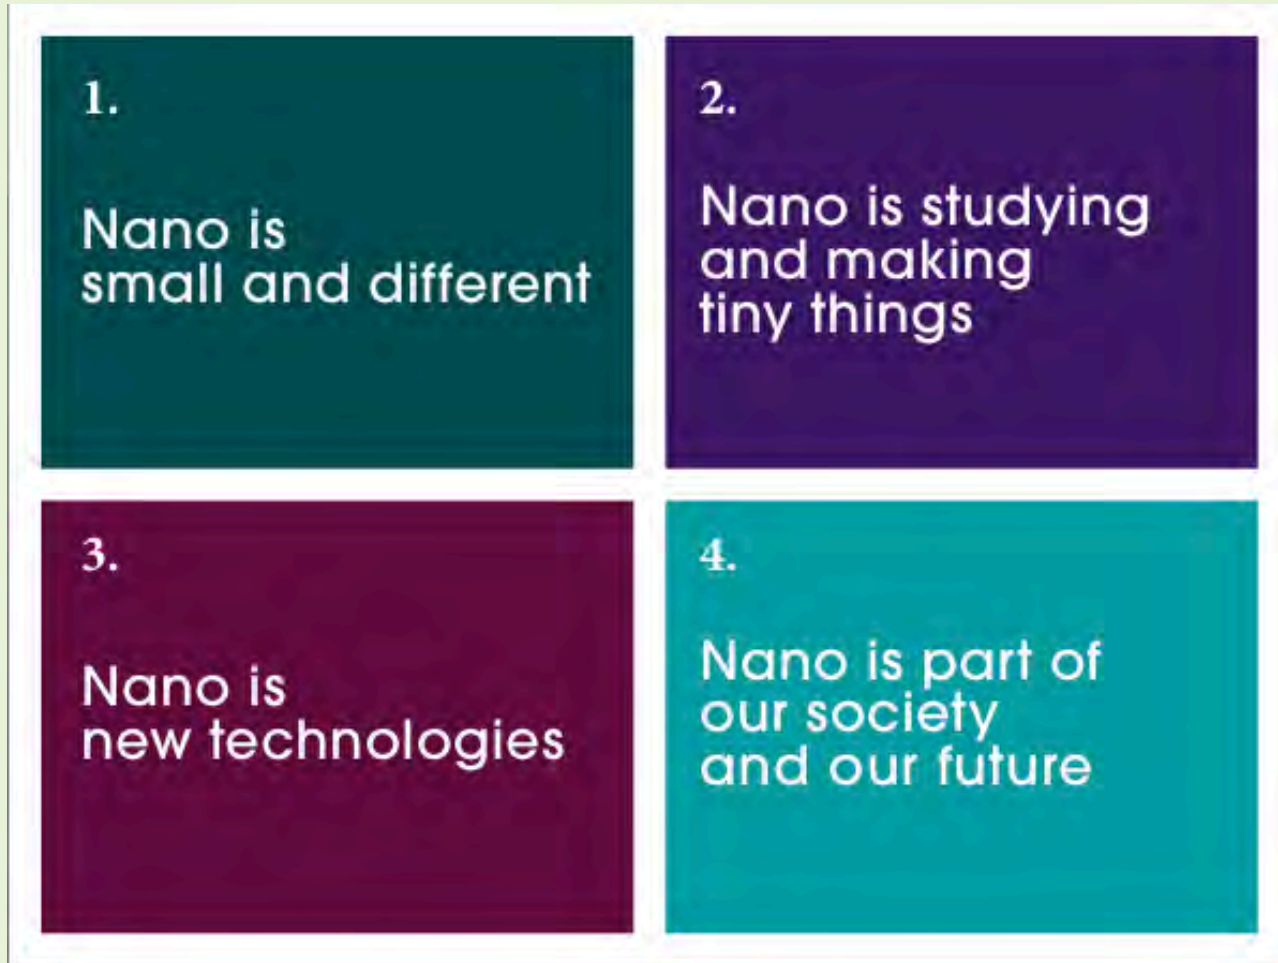 1.
Nano is
small and different
2.
Nano is studying
and making
tiny things
3.
Nano is
new technologies
4.
Nano is part of
our society
and our future